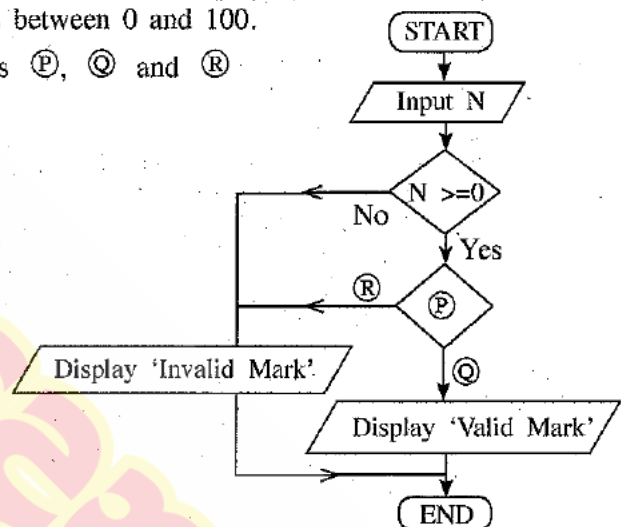 between 0 and 100.
s Ⓟ, Ⓠ and Ⓡ
START
Input N
N >=0
No
Yes
Ⓡ
Ⓟ
Display ‘Invalid Mark’
Ⓠ
Display ‘Valid Mark’
END